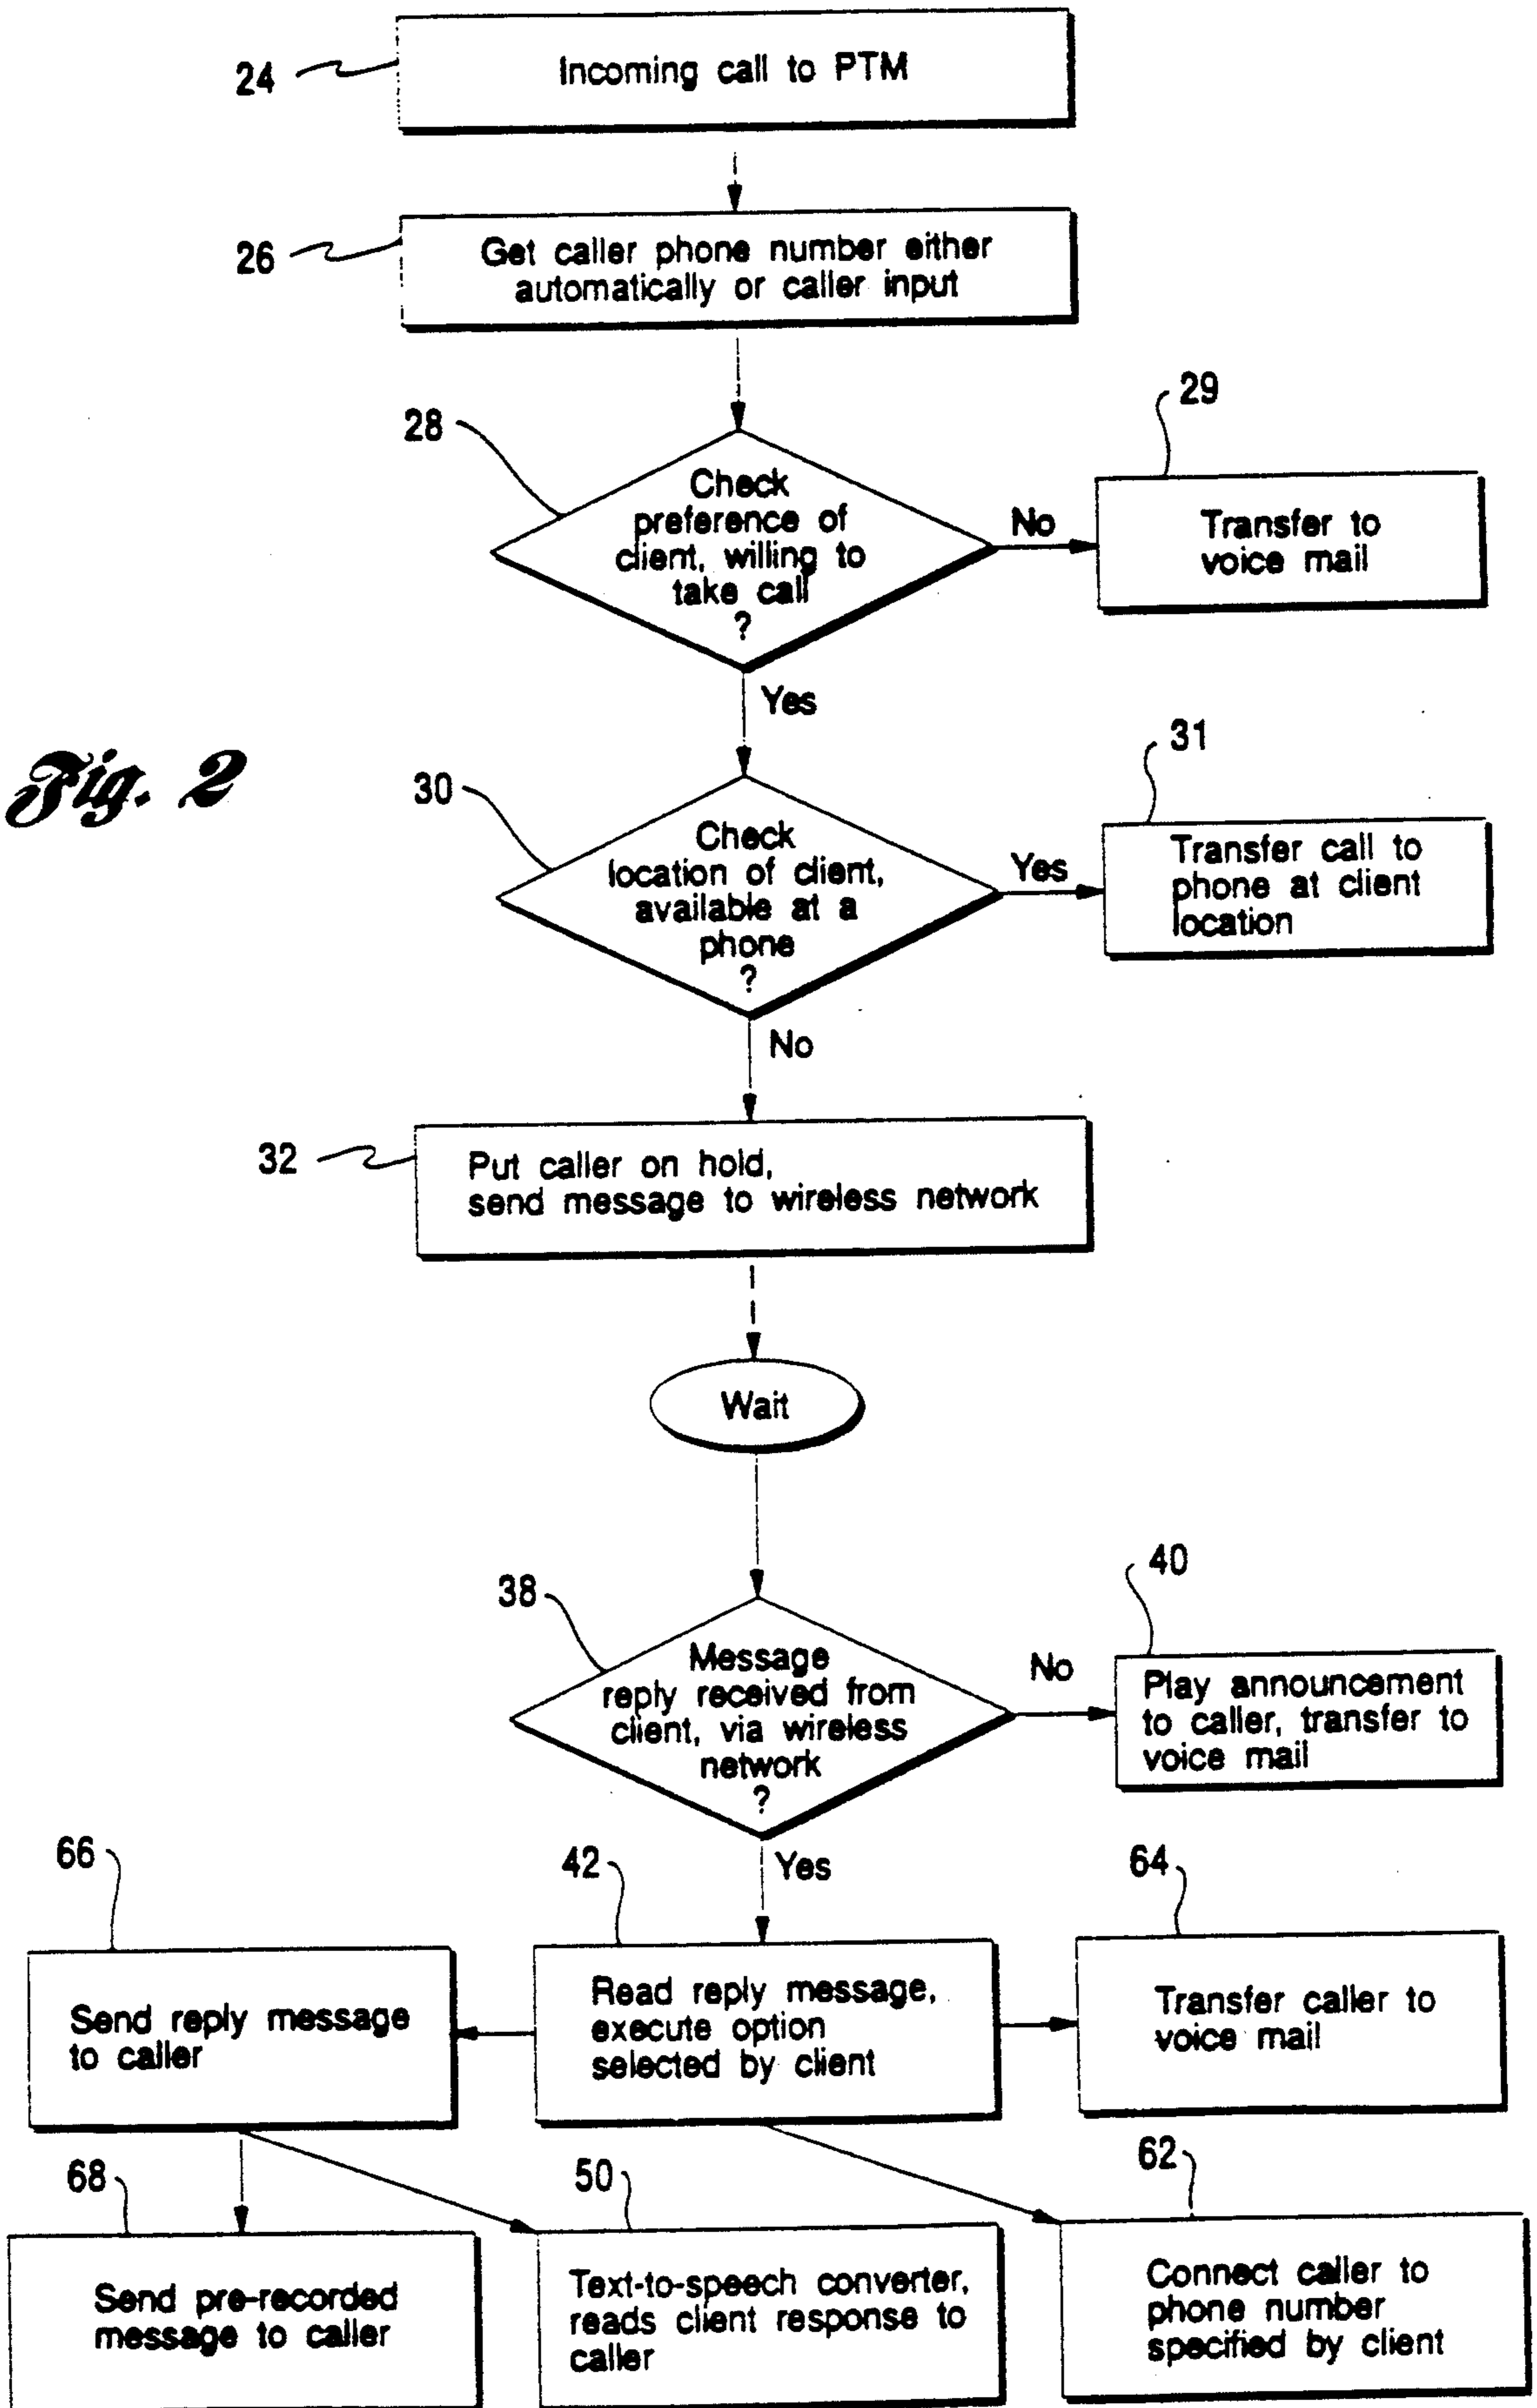 24
Incoming call to PTM
26
Get caller phone number either
automatically or caller input
28
Check
preference of
client, willing to
take call
?
No
29
Transfer to
voice mail
Yes
Fig. 2
30
Check
location of client,
available at a
phone
?
Yes
31
Transfer call to
phone at client
location
No
32
Put caller on hold,
send message to wireless network
Wait
38
Message
reply received from
client, via wireless
network
?
No
40
Play announcement
to caller, transfer to
voice mail
Yes
66
Send reply message
to caller
42
Read reply message,
execute option
selected by client
64
Transfer caller to
voice mail
68
Send pre-recorded
message to caller
50
Text-to-speech converter,
reads client response to
caller
62
Connect caller to
phone number
specified by client